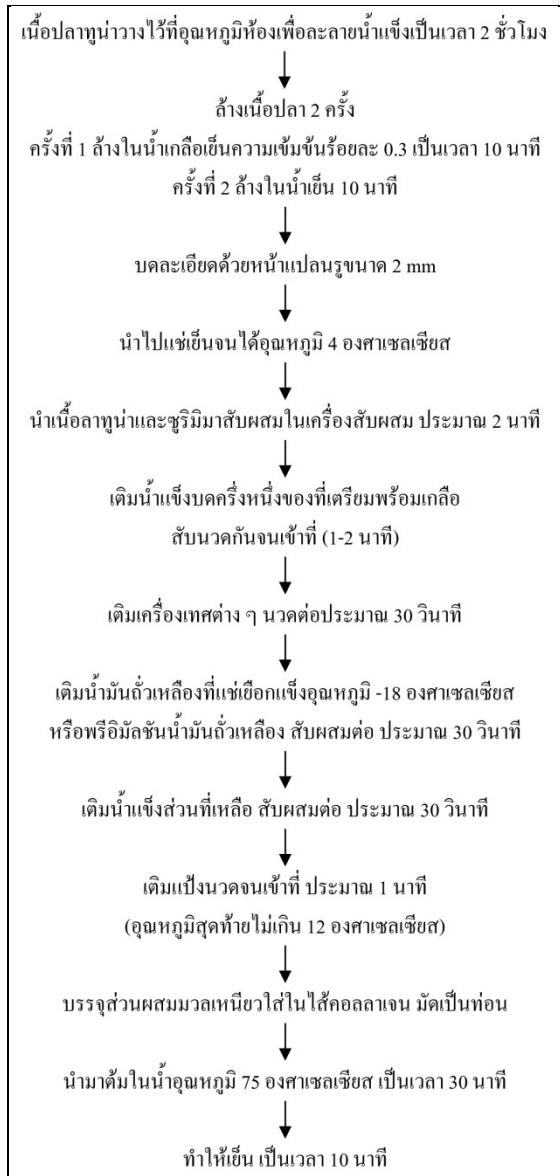 เนื้อปลาทูน่าวางไว้ที่อุณหภูมิห้องเพื่อละลายน้ำแข็งเป็นเวลา 2 ชั่วโมง
ล้างเนื้อปลา 2 ครั้ง
ครั้งที่ 1 ล้างในน้ำเกลือเย็นความเข้มข้นร้อยละ 0.3 เป็นเวลา 10 นาที
ครั้งที่ 2 ล้างในน้ำเย็น 10 นาที
บดละเอียดด้วยหน้าแปลนรูขนาด 2 mm
นำไปแช่เย็นจนได้อุณหภูมิ 4 องศาเซลเซียส
นำเนื้อลาทูน่าและซูริมิมาสับผสมในเครื่องสับผสม ประมาณ 2 นาที
เติมน้ำแข็งบดครึ่งหนึ่งของที่เตรียมพร้อมเกลือ
สับนวดกันจนเข้าที่ (1-2 นาที)
เติมเครื่องเทศต่าง ๆ นวดต่อประมาณ 30 วินาที
เติมน้ำมันถั่วเหลืองที่แช่เยือกแข็งอุณหภูมิ -18 องศาเซลเซียส
หรือพรีอิมัลชันน้ำมันถั่วเหลือง สับผสมต่อ ประมาณ 30 วินาที
เติมน้ำแข็งส่วนที่เหลือ สับผสมต่อ ประมาณ 30 วินาที
เติมแป้งนวดจนเข้าที่ ประมาณ 1 นาที
(อุณหภูมิสุดท้ายไม่เกิน 12 องศาเซลเซียส)
บรรจุส่วนผสมมวลเหนียวใส่ในไส้คอลลาเจน มัดเป็นท่อน
นำมาต้มในน้ำอุณหภูมิ 75 องศาเซลเซียส เป็นเวลา 30 นาที
ทำให้เย็น เป็นเวลา 10 นาที